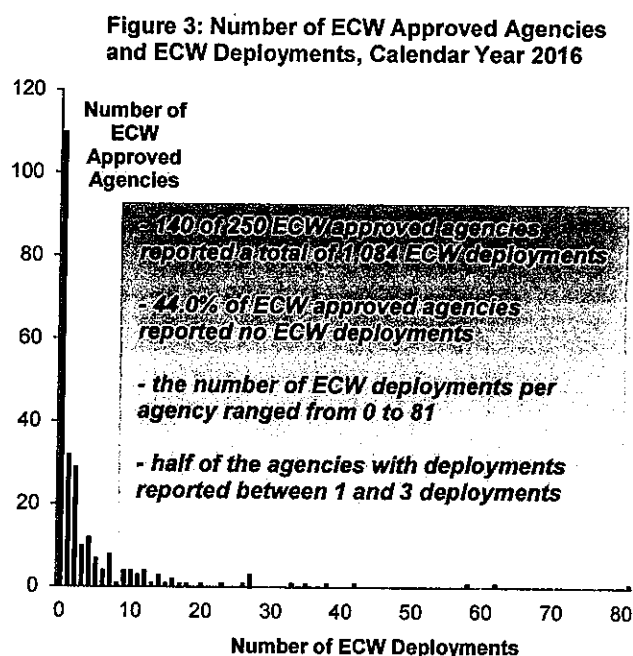 Figure 3: Number of ECW Approved Agencies
and ECW Deployments, Calendar Year 2016
120
Number of
ECW
Approved
Agencies
100
80
60
40
20
0
- 140 of 250 ECW approved agencies
reported a total of 1,084 ECW deployments
- 44.0% of ECW approved agencies
reported no ECW deployments
- the number of ECW deployments per
agency ranged from 0 to 81
- half of the agencies with deployments
reported between 1 and 3 deployments
0 10 20 30 40 50 60 70 80
Number of ECW Deployments